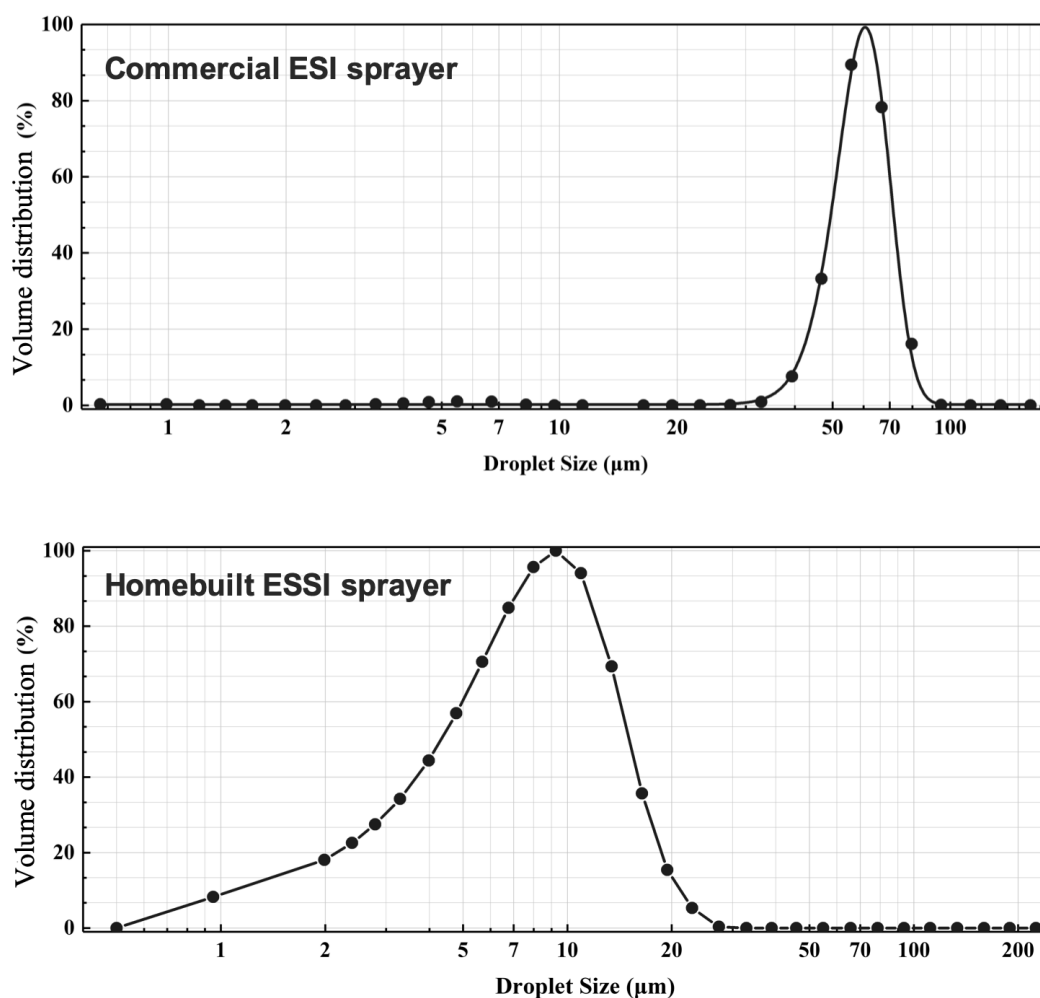 Commercial ESI sprayer
Volume distribution (%)
100
80
60
40
20
0
1 2 5 7 10 20 50 70 100
Droplet Size (µm)
Homebuilt ESSI sprayer
Volume distribution (%)
100
80
60
40
20
0
1 2 5 7 10 20 50 70 100 200
Droplet Size (µm)